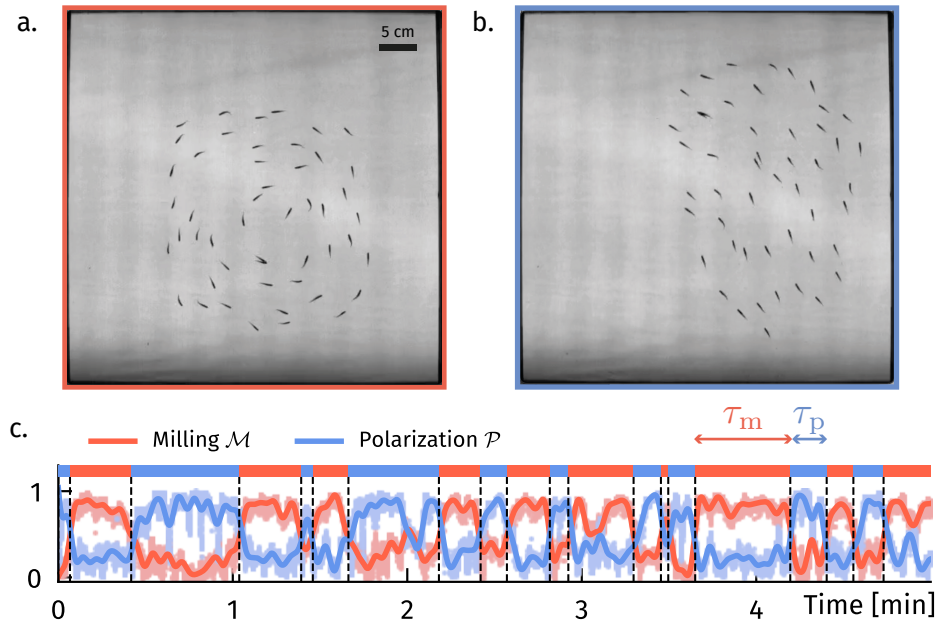 a.
5 cm
b.
c.
Milling ℳ
Polarization 𝒫
τm
τp
1
0
0
1
2
3
4
Time [min]